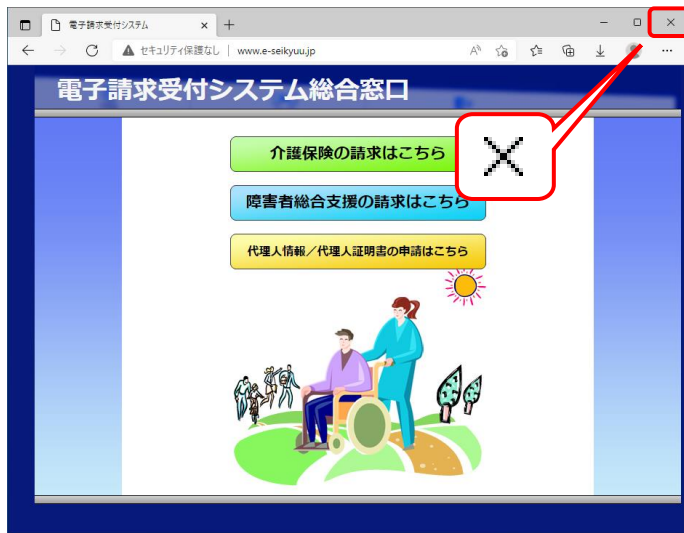 電子請求受付システム
セキュリティ保護なし | www.e-seikyuu.jp
電子請求受付システム総合窓口
介護保険の請求はこちら
障害者総合支援の請求はこちら
代理人情報／代理人証明書の申請はこちら